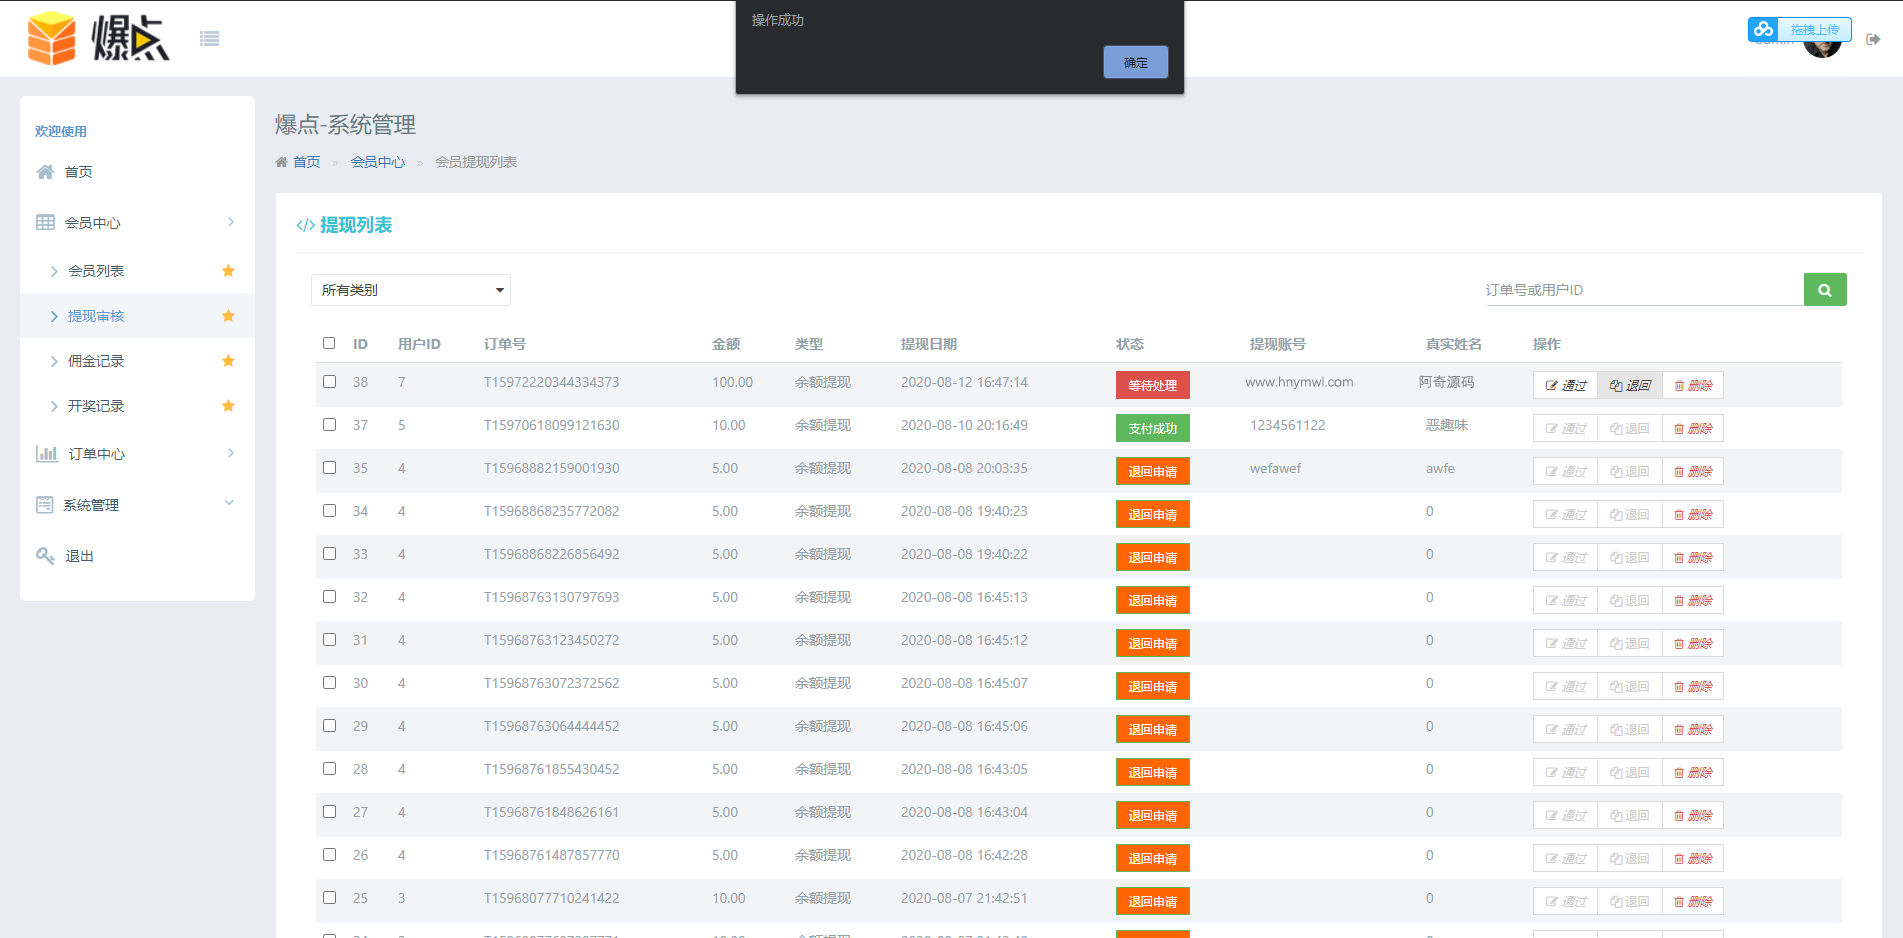 操作成功
确定
爆点
拖拽上传
欢迎使用
首页
会员中心
会员列表
提现审核
佣金记录
开奖记录
订单中心
系统管理
退出
爆点-系统管理
首页 » 会员中心 » 会员提现列表
</> 提现列表
所有类别
订单号或用户ID
ID 用户ID 订单号 金额 类型 提现日期 状态 提现账号 真实姓名 操作
38 7 T15972220344334373 100.00 余额提现 2020-08-12 16:47:14 等待处理 www.hnymwl.com 阿奇源码 通过 退回 删除
37 5 T15970618099121630 10.00 余额提现 2020-08-10 20:16:49 支付成功 1234561122 恶趣味 通过 退回 删除
35 4 T15968882159001930 5.00 余额提现 2020-08-08 20:03:35 退回申请 wefawef awfe 通过 退回 删除
34 4 T15968868235772082 5.00 余额提现 2020-08-08 19:40:23 退回申请 0 通过 退回 删除
33 4 T15968868226856492 5.00 余额提现 2020-08-08 19:40:22 退回申请 0 通过 退回 删除
32 4 T15968763130797693 5.00 余额提现 2020-08-08 16:45:13 退回申请 0 通过 退回 删除
31 4 T15968763123450272 5.00 余额提现 2020-08-08 16:45:12 退回申请 0 通过 退回 删除
30 4 T15968763072372562 5.00 余额提现 2020-08-08 16:45:07 退回申请 0 通过 退回 删除
29 4 T15968763064444452 5.00 余额提现 2020-08-08 16:45:06 退回申请 0 通过 退回 删除
28 4 T15968761855430452 5.00 余额提现 2020-08-08 16:43:05 退回申请 0 通过 退回 删除
27 4 T15968761848626161 5.00 余额提现 2020-08-08 16:43:04 退回申请 0 通过 退回 删除
26 4 T15968761487857770 5.00 余额提现 2020-08-08 16:42:28 退回申请 0 通过 退回 删除
25 3 T15968077710241422 10.00 余额提现 2020-08-07 21:42:51 退回申请 0 通过 退回 删除